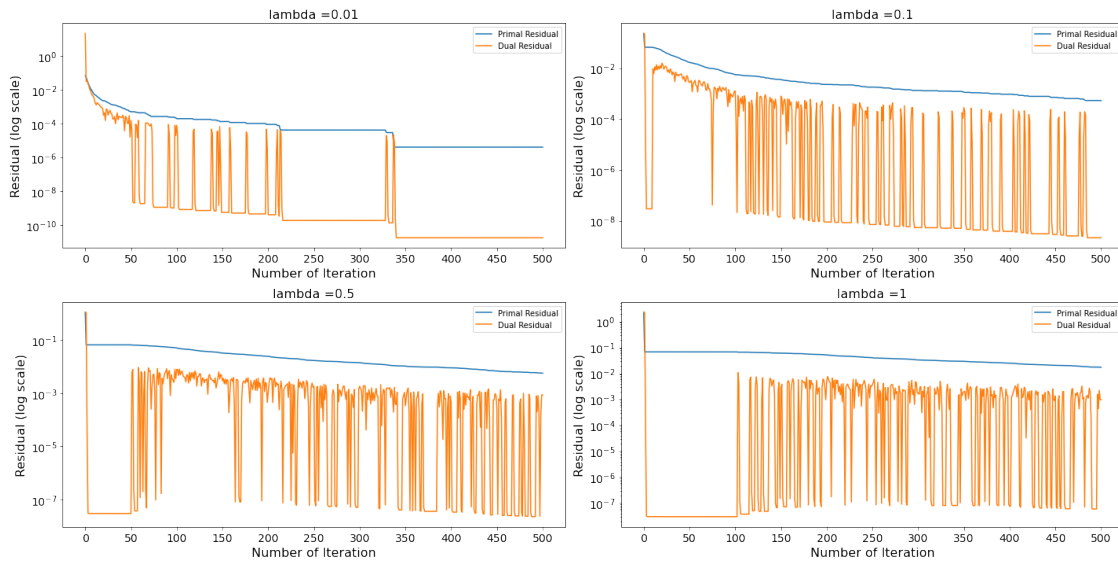 lambda =0.01
Residual (log scale)
10⁰
10⁻²
10⁻⁴
10⁻⁶
10⁻⁸
10⁻¹⁰
Primal Residual
Dual Residual
0 50 100 150 200 250 300 350 400 450 500
Number of Iteration
lambda =0.1
Residual (log scale)
10⁻²
10⁻⁴
10⁻⁶
10⁻⁸
Primal Residual
Dual Residual
0 50 100 150 200 250 300 350 400 450 500
Number of Iteration
lambda =0.5
Residual (log scale)
10⁻¹
10⁻³
10⁻⁵
10⁻⁷
Primal Residual
Dual Residual
0 50 100 150 200 250 300 350 400 450 500
Number of Iteration
lambda =1
Residual (log scale)
10⁰
10⁻¹
10⁻²
10⁻³
10⁻⁴
10⁻⁵
10⁻⁶
10⁻⁷
Primal Residual
Dual Residual
0 50 100 150 200 250 300 350 400 450 500
Number of Iteration